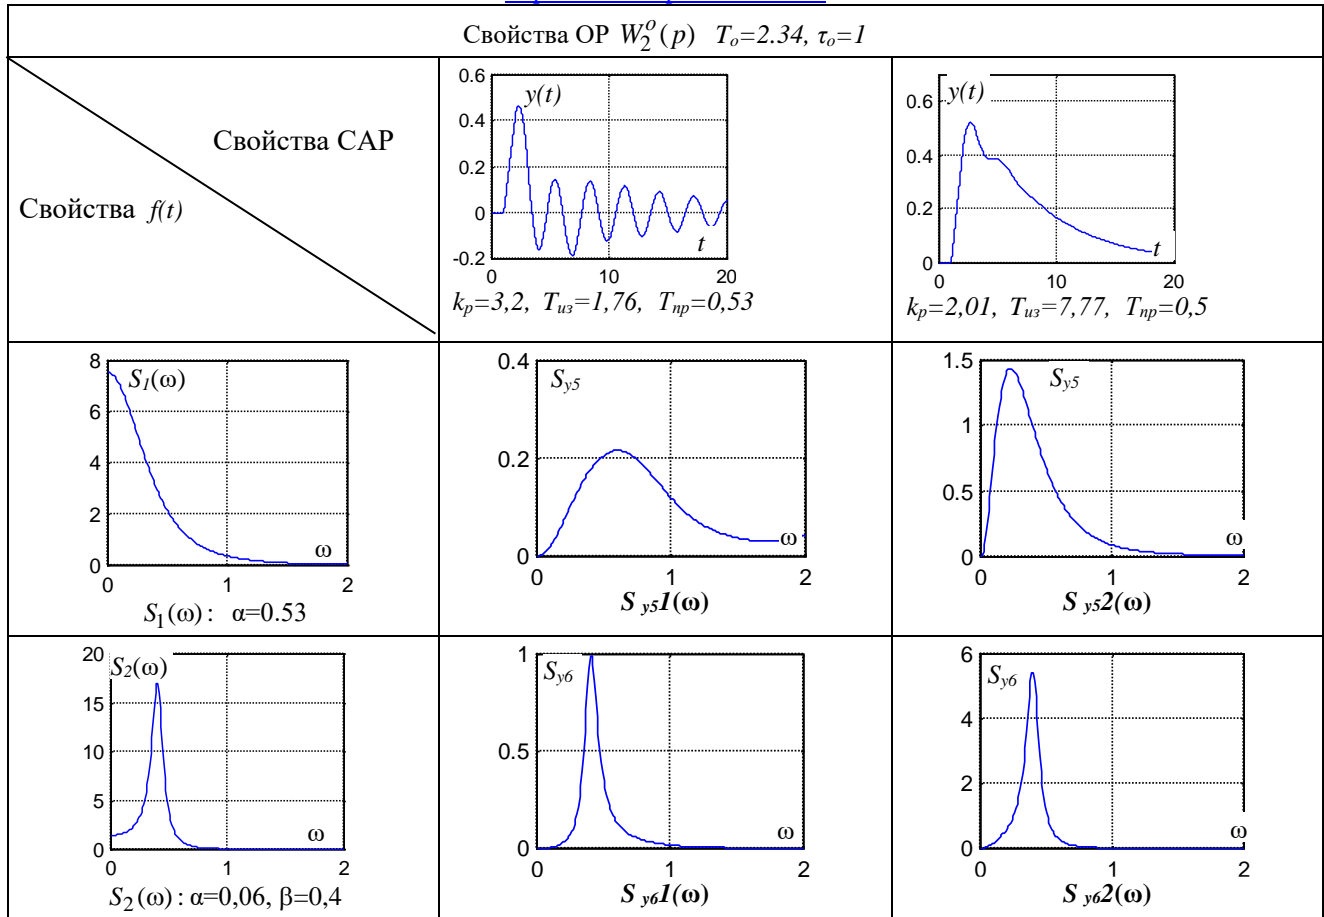 Свойства ОР W₂ᵒ(p) Tₒ=2.34, τₒ=1
Свойства САР
Свойства f(t)
0.6
0.4
0.2
0
-0.2
y(t)
t
0 10 20
kр=3,2, Tиз=1,76, Tпр=0,53
0.6
0.4
0.2
0
y(t)
t
0 10 20
kр=2,01, Tиз=7,77, Tпр=0,5
8
6
4
2
0
S₁(ω)
ω
0 1 2
S₁(ω): α=0.53
0.4
0.2
0
Sy5
ω
0 1 2
S y51(ω)
1.5
1
0.5
0
Sy5
ω
0 1 2
S y52(ω)
20
15
10
5
0
S₂(ω)
ω
0 1 2
S₂(ω): α=0,06, β=0,4
1
0.5
0
Sy6
ω
0 1 2
S y61(ω)
6
4
2
0
Sy6
ω
0 1 2
S y62(ω)